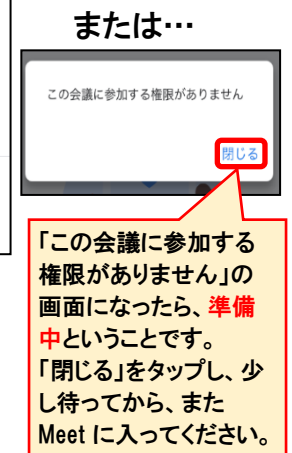 または…
この会議に参加する権限がありません
閉じる
「この会議に参加する
権限がありません」の
画面になったら、準備
中ということです。
「閉じる」をタップし、少
し待ってから、また
Meet に入ってください。